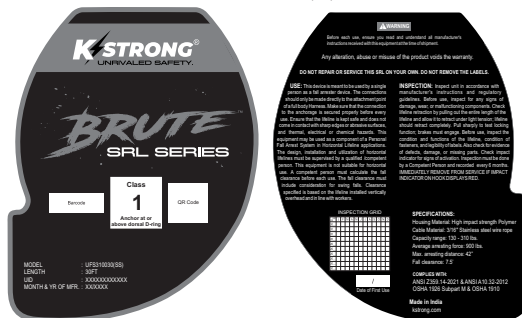 KSTRONG®
UNRIVALED SAFETY.
BRUTE™
SRL SERIES
Barcode
Class
1
Anchor at or
above dorsal D-ring
QR Code
MODEL : UFS310030(SS)
LENGTH : 30FT
UID : XXXXXXXXXXXX
MONTH & YR OF MFR. : XX/XXXX
WARNING
Before each use, ensure you read and understand all manufacturer's
instructions received with this equipment at the time of shipment.
Any alteration, abuse or misuse of the product voids the warranty.
DO NOT REPAIR OR SERVICE THIS SRL ON YOUR OWN. DO NOT REMOVE THE LABELS.
USE: This device is meant to be used by a single
person as a fall arrester device. The connections
should only be made directly to the attachment point
of a full body Harness. Make sure that the connection
to the anchorage is secured properly before every
use. Ensure that the lifeline is kept safe and does not
come in contact with sharp edges or abrasive surfaces,
and thermal, electrical or chemical hazards. This
equipment may be used as a component of a Personal
Fall Arrest System in Horizontal Lifeline applications.
The design, installation and utilization of horizontal
lifelines must be supervised by a qualified /competent
person. This equipment is not suitable for horizontal
use. A competent person must calculate the fall
clearance before each use. The fall clearance must
include consideration for swing falls. Clearance
specified is based on the lifeline installed vertically
overhead and in line with workers.
INSPECTION: Inspect unit in accordance with
manufacturer's instructions and regulatory
guidelines. Before use, inspect for any signs of
damage, wear, or malfunctioning components. Check
lifeline retraction by pulling out the entire length of the
lifeline and allow it to retract under light tension; lifeline
should retract completely. Pull sharply to test locking
function; brakes must engage. Before use, inspect the
condition and functions of the lifeline, condition of
fasteners, and legibility of labels. Also check for evidence
of defects, damage, or missing parts. Check impact
indicator for signs of activation. Inspection must be done
by a Competent Person and recorded every 6 months.
IMMEDIATELY REMOVE FROM SERVICE IF IMPACT
INDICATOR ON HOOK DISPLAYS RED.
INSPECTION GRID
/
Date of First Use
SPECIFICATIONS:
Housing Material: High impact strength Polymer
Cable Material: 3/16" Stainless steel wire rope
Capacity range: 130 - 310 lbs.
Average arresting force: 900 lbs.
Max. arresting distance: 42"
Fall clearance: 7.5'
COMPLIES WITH:
ANSI Z359.14-2021 & ANSI A10.32-2012
OSHA 1926 Subpart M & OSHA 1910
Made in India
kstrong.com